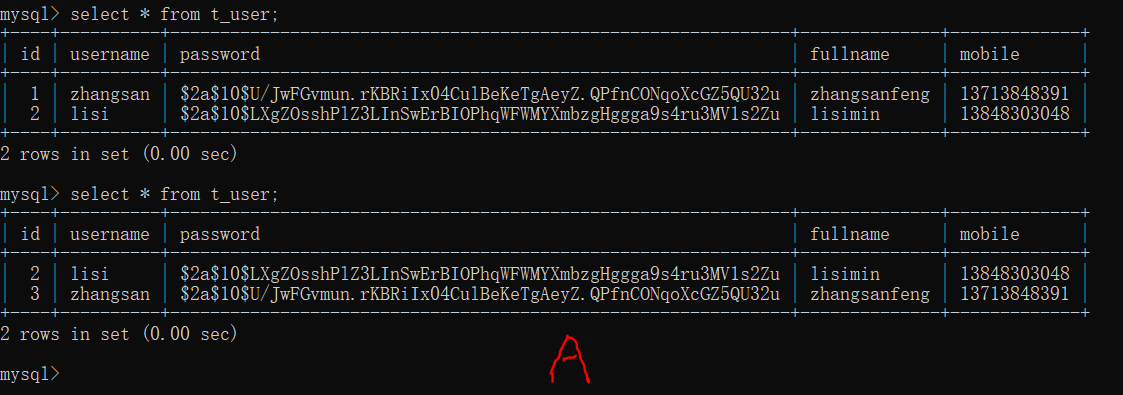 mysql> select * from t_user;
+----+----------+--------------------------------------------------------------+--------------+-------------+
| id | username | password | fullname | mobile |
+----+----------+--------------------------------------------------------------+--------------+-------------+
| 1 | zhangsan | $2a$10$U/JwFGvmun.rKBRiIx04CulBeKeTgAeyZ.QPfnCONqoXcGZ5QU32u | zhangsanfeng | 13713848391 |
| 2 | lisi | $2a$10$LXgZOsshPlZ3LInSwErBIOPhqWFWMYXmbzgHggga9s4ru3MV1s2Zu | lisimin | 13848303048 |
+----+----------+--------------------------------------------------------------+--------------+-------------+
2 rows in set (0.00 sec)
mysql> select * from t_user;
+----+----------+--------------------------------------------------------------+--------------+-------------+
| id | username | password | fullname | mobile |
+----+----------+--------------------------------------------------------------+--------------+-------------+
| 2 | lisi | $2a$10$LXgZOsshPlZ3LInSwErBIOPhqWFWMYXmbzgHggga9s4ru3MV1s2Zu | lisimin | 13848303048 |
| 3 | zhangsan | $2a$10$U/JwFGvmun.rKBRiIx04CulBeKeTgAeyZ.QPfnCONqoXcGZ5QU32u | zhangsanfeng | 13713848391 |
+----+----------+--------------------------------------------------------------+--------------+-------------+
2 rows in set (0.00 sec)
A
mysql>